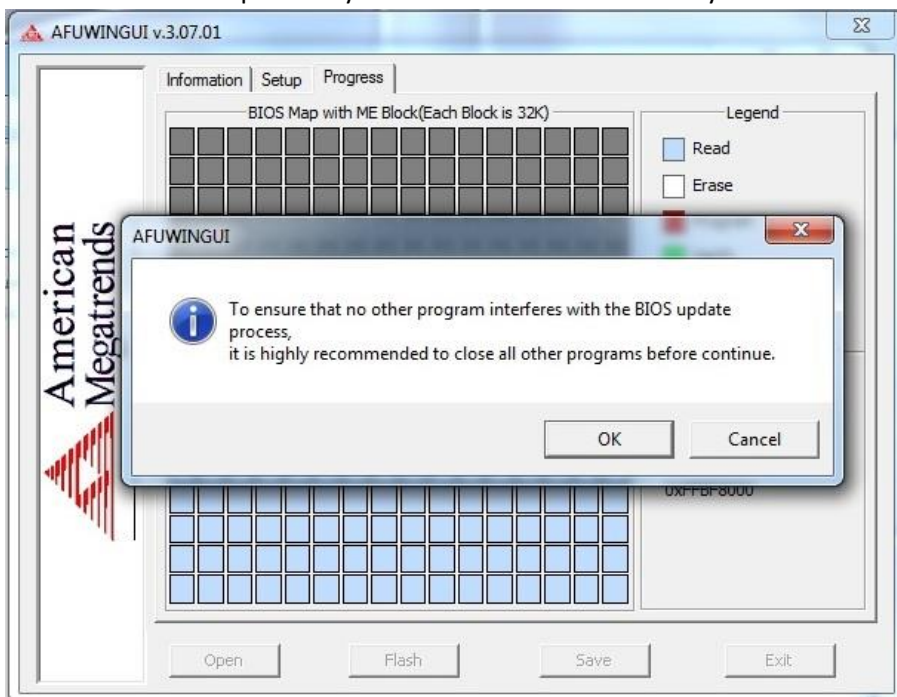 AFUWINGUI v.3.07.01
Information
Setup
Progress
BIOS Map with ME Block(Each Block is 32K)
Legend
Read
Erase
American
Megatrends
AFUWINGUI
To ensure that no other program interferes with the BIOS update
process,
it is highly recommended to close all other programs before continue.
OK
Cancel
0xFFBF8000
Open
Flash
Save
Exit